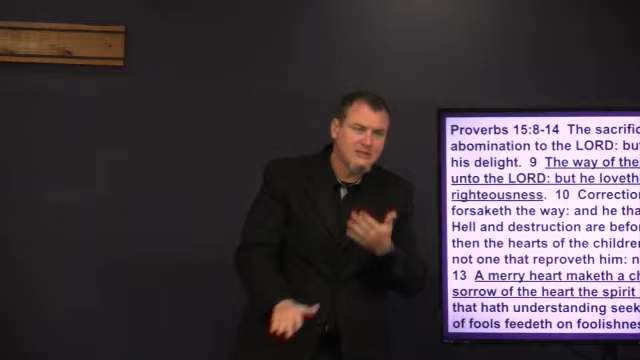 Proverbs 15:8-14 The sacrific
abomination to the LORD: but
his delight. 9 The way of the
unto the LORD: but he loveth
righteousness. 10 Correction
forsaketh the way: and he tha
Hell and destruction are befor
then the hearts of the children
not one that reproveth him: n
13 A merry heart maketh a ch
sorrow of the heart the spirit
that hath understanding seek
of fools feedeth on foolishnes